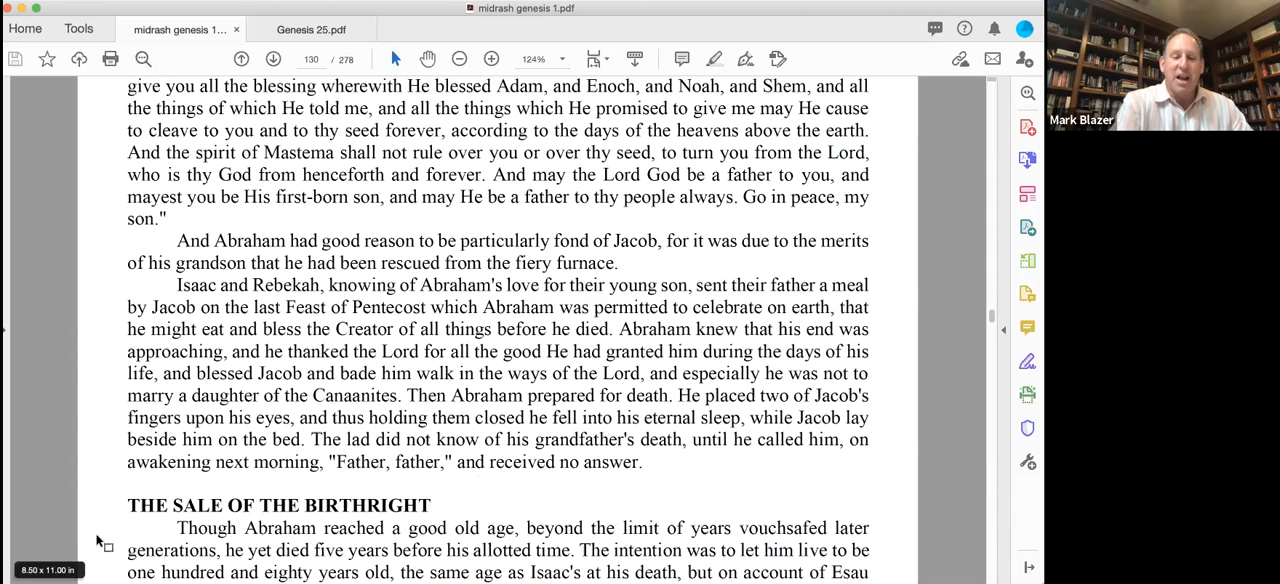 midrash genesis 1.pdf
Home Tools midrash genesis 1... × Genesis 25.pdf
130 / 278 124%
Mark Blazer
give you all the blessing wherewith He blessed Adam, and Enoch, and Noah, and Shem, and all
the things of which He told me, and all the things which He promised to give me may He cause
to cleave to you and to thy seed forever, according to the days of the heavens above the earth.
And the spirit of Mastema shall not rule over you or over thy seed, to turn you from the Lord,
who is thy God from henceforth and forever. And may the Lord God be a father to you, and
mayest you be His first-born son, and may He be a father to thy people always. Go in peace, my
son."
And Abraham had good reason to be particularly fond of Jacob, for it was due to the merits
of his grandson that he had been rescued from the fiery furnace.
Isaac and Rebekah, knowing of Abraham's love for their young son, sent their father a meal
by Jacob on the last Feast of Pentecost which Abraham was permitted to celebrate on earth, that
he might eat and bless the Creator of all things before he died. Abraham knew that his end was
approaching, and he thanked the Lord for all the good He had granted him during the days of his
life, and blessed Jacob and bade him walk in the ways of the Lord, and especially he was not to
marry a daughter of the Canaanites. Then Abraham prepared for death. He placed two of Jacob's
fingers upon his eyes, and thus holding them closed he fell into his eternal sleep, while Jacob lay
beside him on the bed. The lad did not know of his grandfather's death, until he called him, on
awakening next morning, "Father, father," and received no answer.
THE SALE OF THE BIRTHRIGHT
Though Abraham reached a good old age, beyond the limit of years vouchsafed later
generations, he yet died five years before his allotted time. The intention was to let him live to be
one hundred and eighty years old, the same age as Isaac's at his death, but on account of Esau
8.50 x 11.00 in